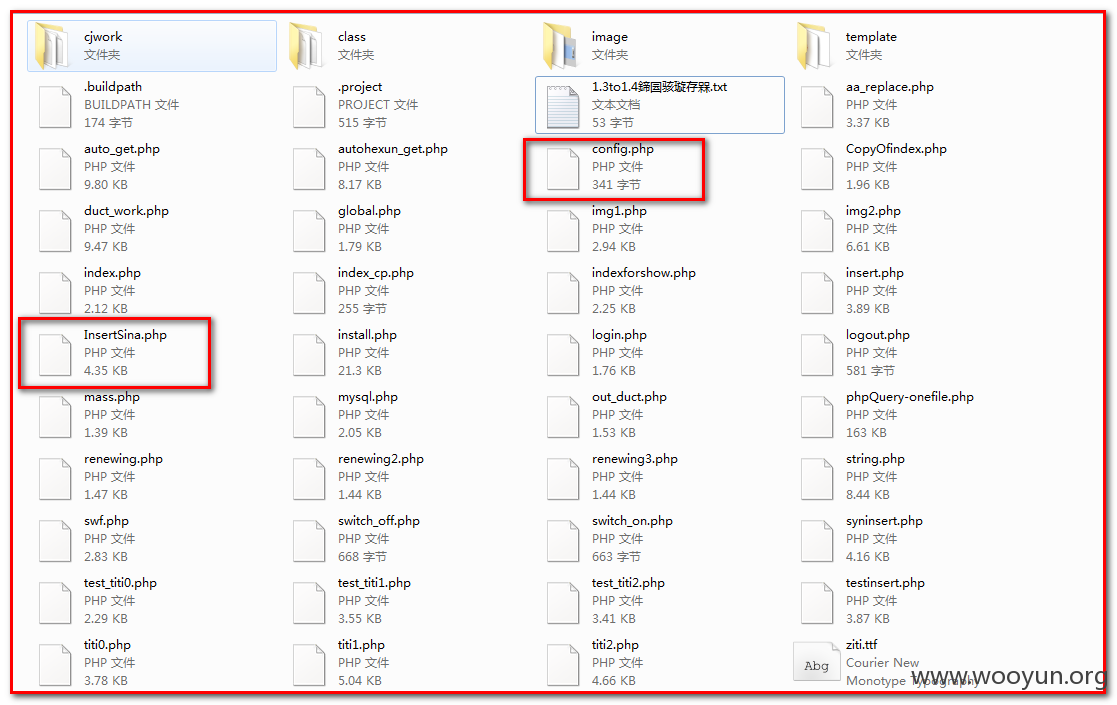 cjwork
文件夹
class
文件夹
image
文件夹
template
文件夹
.buildpath
BUILDPATH 文件
174 字节
.project
PROJECT 文件
515 字节
1.3to1.4鍗囩骇璇存器.txt
文本文档
53 字节
aa_replace.php
PHP 文件
3.37 KB
auto_get.php
PHP 文件
9.80 KB
autohexun_get.php
PHP 文件
8.17 KB
config.php
PHP 文件
341 字节
CopyOfindex.php
PHP 文件
1.96 KB
duct_work.php
PHP 文件
9.47 KB
global.php
PHP 文件
1.79 KB
img1.php
PHP 文件
2.94 KB
img2.php
PHP 文件
6.61 KB
index.php
PHP 文件
2.12 KB
index_cp.php
PHP 文件
255 字节
indexforshow.php
PHP 文件
2.25 KB
insert.php
PHP 文件
3.89 KB
InsertSina.php
PHP 文件
4.35 KB
install.php
PHP 文件
21.3 KB
login.php
PHP 文件
1.76 KB
logout.php
PHP 文件
581 字节
mass.php
PHP 文件
1.39 KB
mysql.php
PHP 文件
2.05 KB
out_duct.php
PHP 文件
1.53 KB
phpQuery-onefile.php
PHP 文件
163 KB
renewing.php
PHP 文件
1.47 KB
renewing2.php
PHP 文件
1.44 KB
renewing3.php
PHP 文件
1.44 KB
string.php
PHP 文件
8.44 KB
swf.php
PHP 文件
2.83 KB
switch_off.php
PHP 文件
668 字节
switch_on.php
PHP 文件
663 字节
syninsert.php
PHP 文件
4.16 KB
test_titi0.php
PHP 文件
2.29 KB
test_titi1.php
PHP 文件
3.55 KB
test_titi2.php
PHP 文件
3.41 KB
testinsert.php
PHP 文件
3.87 KB
titi0.php
PHP 文件
3.78 KB
titi1.php
PHP 文件
5.04 KB
titi2.php
PHP 文件
4.66 KB
Abg
ziti.ttf
Courier New
Monotype Typography
www.wooyun.org